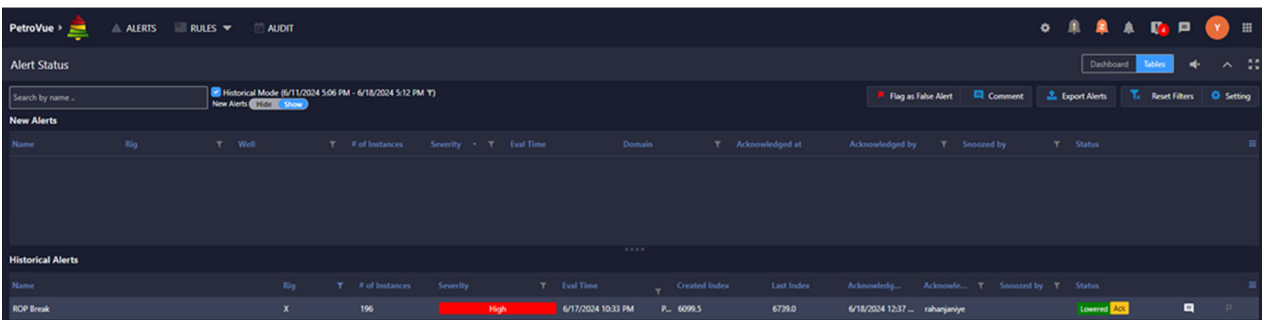 PetroVue ALERTS RULES AUDIT Y
Alert Status Dashboard Tables
Search by name .. Historical Mode (6/11/2024 5:06 PM - 6/18/2024 5:12 PM) Flag as False Alert Comment Export Alerts Reset Filters Setting
New Alerts Hide Show
New Alerts
Name Rig Well # of Instances Severity Eval Time Domain Acknowledged at Acknowledged by Snoozed by Status
Historical Alerts
Name Rig # of Instances Severity Eval Time Created Index Last Index Acknowledg... Acknowle... Snoozed by Status
ROP Break X 196 High 6/17/2024 10:33 PM P... 6099.5 6739.0 6/18/2024 12:37 ... rahanjaniye Lowered Ack